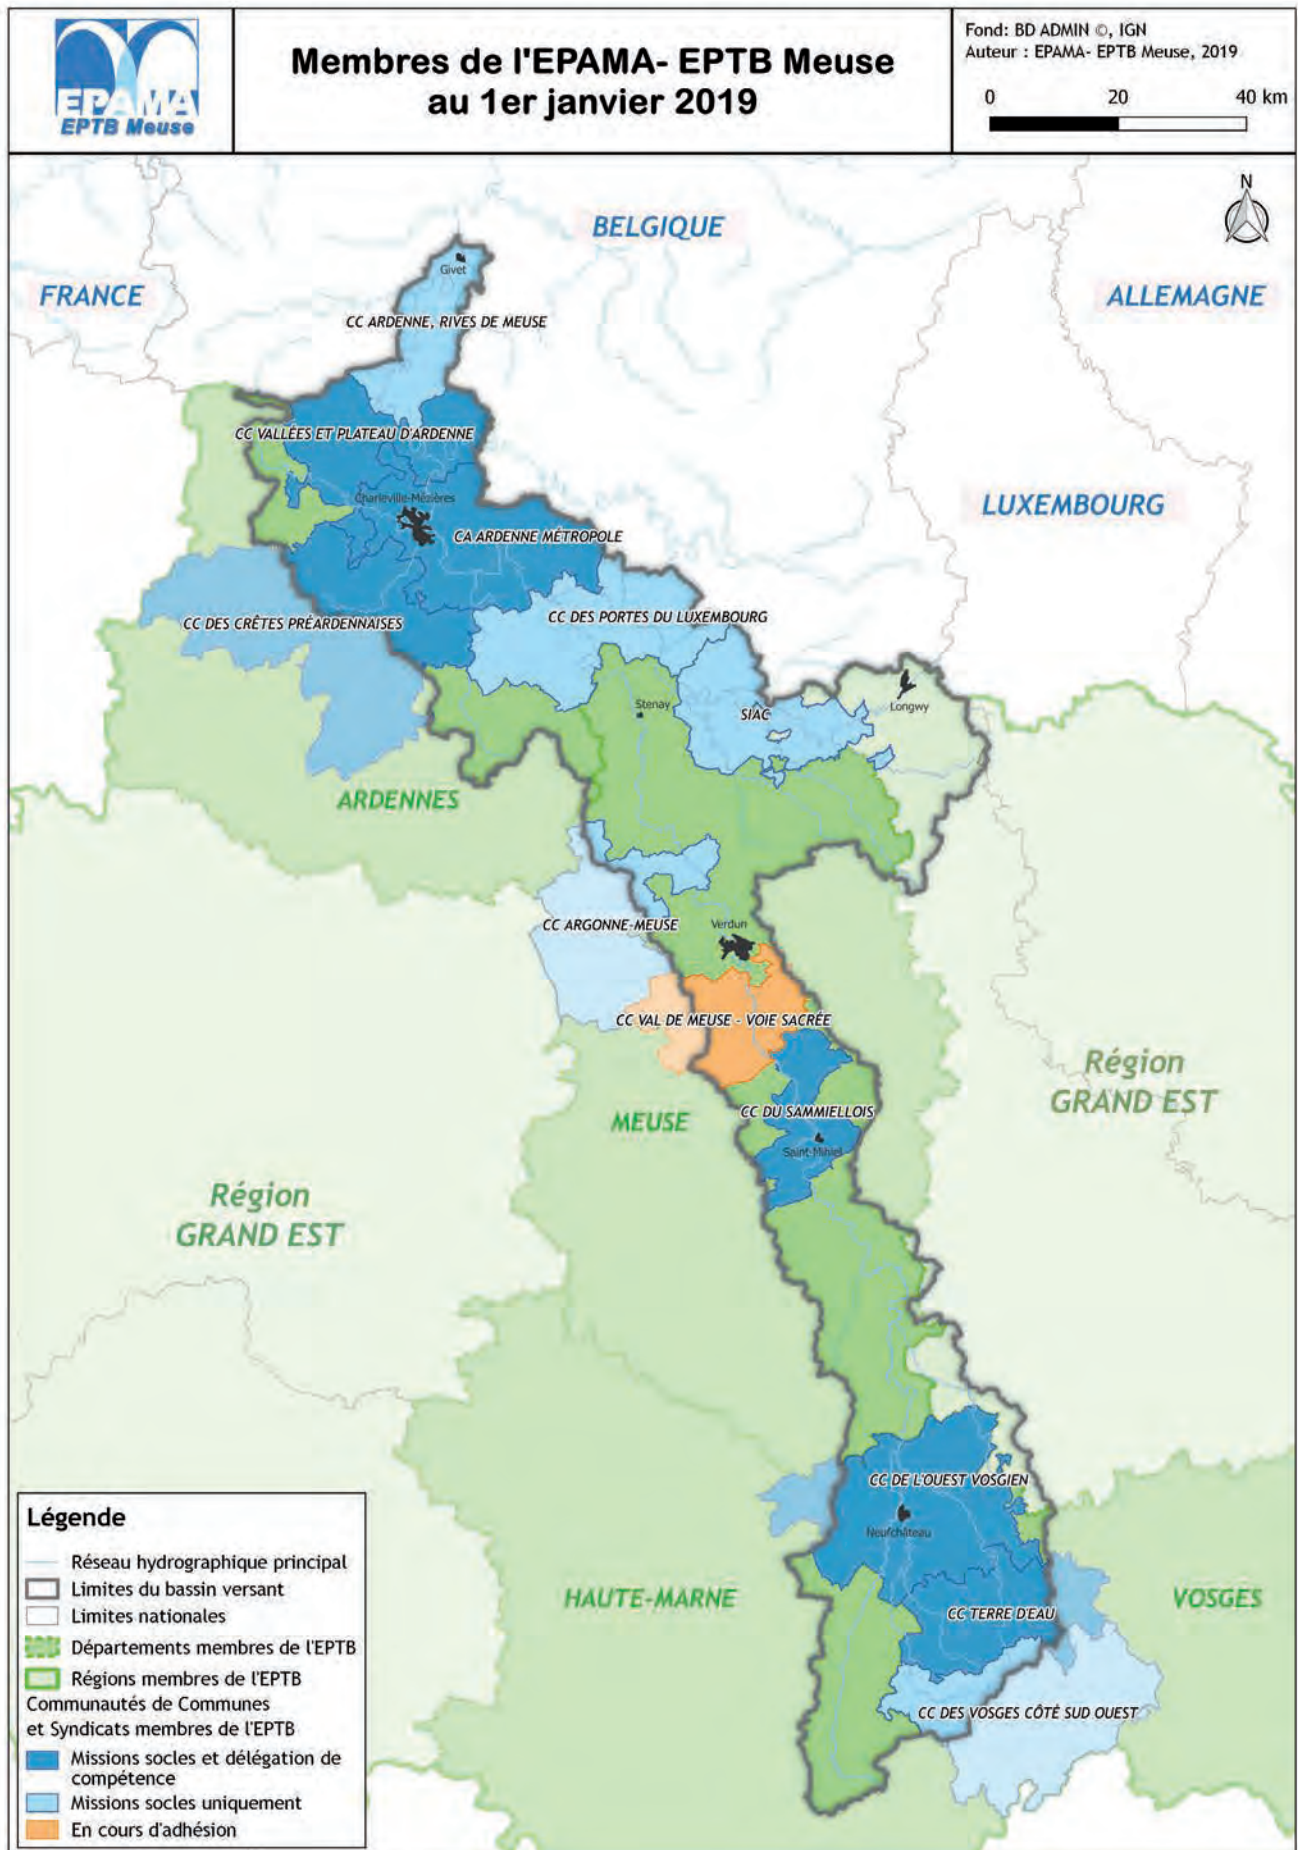 EPAMA
EPTB Meuse
Membres de l'EPAMA- EPTB Meuse
au 1er janvier 2019
Fond: BD ADMIN ©, IGN
Auteur : EPAMA- EPTB Meuse, 2019
0 20 40 km
N
BELGIQUE
FRANCE
ALLEMAGNE
Givet
CC ARDENNE, RIVES DE MEUSE
CC VALLÉES ET PLATEAU D'ARDENNE
Charleville-Mézières
LUXEMBOURG
CA ARDENNE MÉTROPOLE
CC DES CRÊTES PRÉARDENNAISES
CC DES PORTES DU LUXEMBOURG
Stenay
SIAC
Longwy
ARDENNES
CC ARGONNE-MEUSE
Verdun
CC VAL DE MEUSE - VOIE SACRÉE
Région
GRAND EST
MEUSE
CC DU SAMMIELLOIS
Saint-Mihiel
Région
GRAND EST
CC DE L'OUEST VOSGIEN
Neufchâteau
HAUTE-MARNE
CC TERRE D'EAU
VOSGES
CC DES VOSGES CÔTÉ SUD OUEST
Légende
Réseau hydrographique principal
Limites du bassin versant
Limites nationales
Départements membres de l'EPTB
Régions membres de l'EPTB
Communautés de Communes
et Syndicats membres de l'EPTB
Missions socles et délégation de
compétence
Missions socles uniquement
En cours d'adhésion